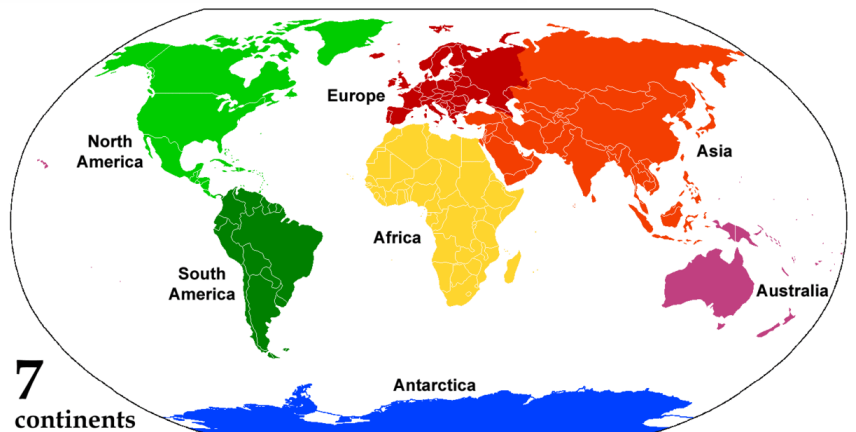 Europe
North
America
Asia
Africa
South
America
Australia
Antarctica
7
continents